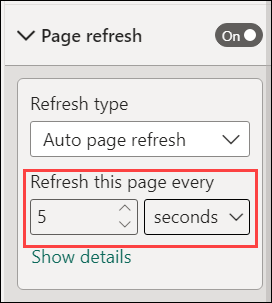 Page refresh On
Refresh type
Auto page refresh
Refresh this page every
5 seconds
Show details